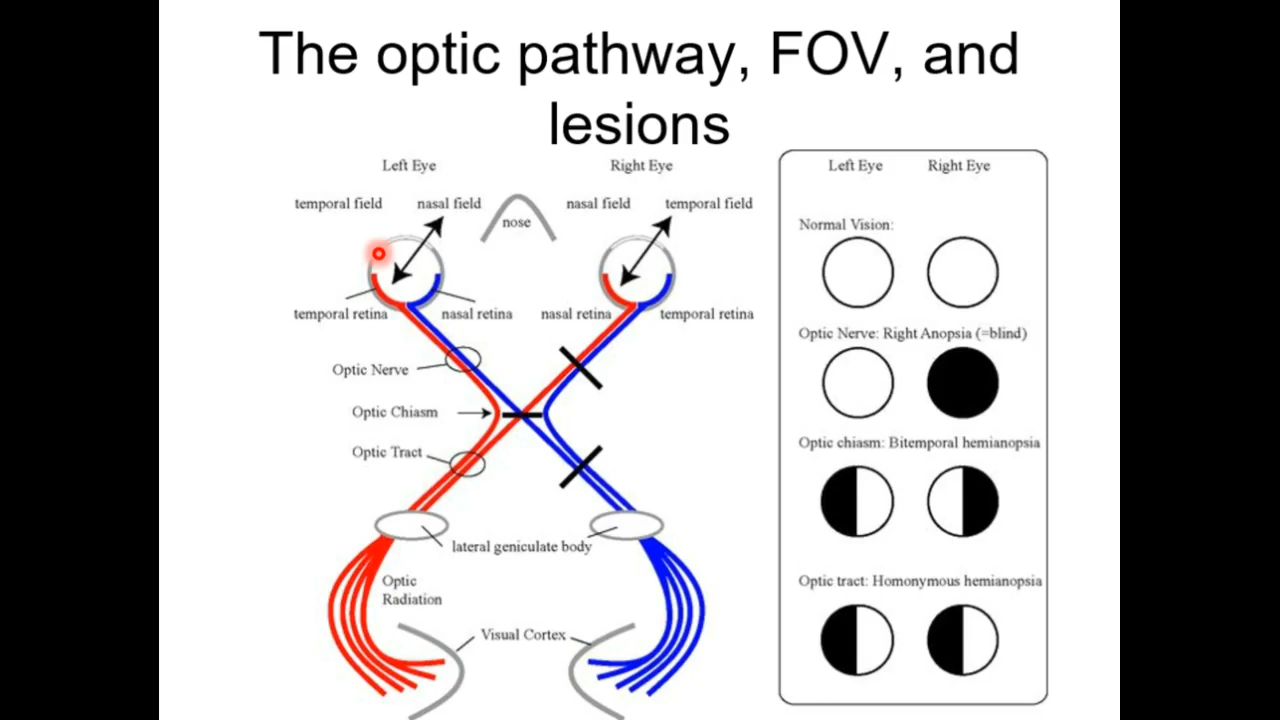 The optic pathway, FOV, and
lesions
Left Eye
Right Eye
temporal field
nasal field
nose
nasal field
temporal field
temporal retina
nasal retina
nasal retina
temporal retina
Optic Nerve
Optic Chiasm
Optic Tract
lateral geniculate body
Optic
Radiation
Visual Cortex
Left Eye
Right Eye
Normal Vision:
Optic Nerve: Right Anopsia (=blind)
Optic chiasm: Bitemporal hemianopsia
Optic tract: Homonymous hemianopsia